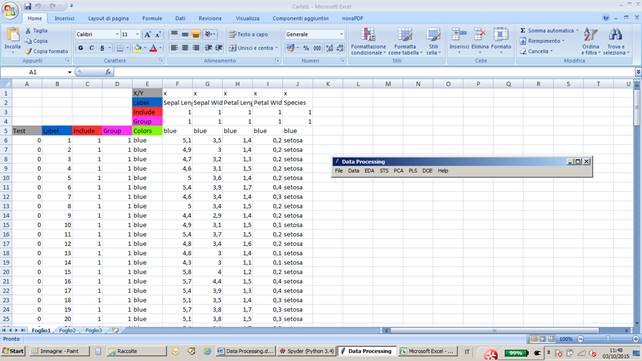 Cartel1 - Microsoft Excel
Home Inserisci Layout di pagina Formule Dati Revisione Visualizza Componenti aggiuntivi novaPDF
Incolla Taglia Copia Copia formato
Calibri 11 Testo a capo Unisci e centra Generale
Formattazione condizionale Formatta come tabella Stili cella Inserisci Elimina Formato
Somma automatica Riempimento Cancella Ordina e filtra Trova e seleziona
Appunti Carattere Allineamento Numeri Stili Celle Modifica
A1
A B C D E F G H I J K L M N O P Q R S T U
1 X/Y x x x x x
2 Label Sepal Leng Sepal Wid Petal Leng Petal Wid Species
3 Include 1 1 1 1 1
4 Group 1 1 1 1 1
5 Test Label Include Group Colors blue blue blue blue blue
6 0 1 1 1 blue 5,1 3,5 1,4 0,2 setosa
7 0 2 1 1 blue 4,9 3 1,4 0,2 setosa
8 0 3 1 1 blue 4,7 3,2 1,3 0,2 setosa
9 0 4 1 1 blue 4,6 3,1 1,5 0,2 setosa
10 0 5 1 1 blue 5 3,6 1,4 0,2 setosa
11 0 6 1 1 blue 5,4 3,9 1,7 0,4 setosa
12 0 7 1 1 blue 4,6 3,4 1,4 0,3 setosa
13 0 8 1 1 blue 5 3,4 1,5 0,2 setosa
14 0 9 1 1 blue 4,4 2,9 1,4 0,2 setosa
15 0 10 1 1 blue 4,9 3,1 1,5 0,1 setosa
16 0 11 1 1 blue 5,4 3,7 1,5 0,2 setosa
17 0 12 1 1 blue 4,8 3,4 1,6 0,2 setosa
18 0 13 1 1 blue 4,8 3 1,4 0,1 setosa
19 0 14 1 1 blue 4,3 3 1,1 0,1 setosa
20 0 15 1 1 blue 5,8 4 1,2 0,2 setosa
21 0 16 1 1 blue 5,7 4,4 1,5 0,4 setosa
22 0 17 1 1 blue 5,4 3,9 1,3 0,4 setosa
23 0 18 1 1 blue 5,1 3,5 1,4 0,3 setosa
24 0 19 1 1 blue 5,7 3,8 1,7 0,3 setosa
25 0 20 1 1 blue 5,1 3,8 1,5 0,3 setosa
Data Processing
File Data EDA STS PCA PLS DOE Help
Foglio1 Foglio2 Foglio3
Pronto 100%
Start Immagine - Paint Raccolte Data Processing.d... Spyder (Python 3.4) Data Processing Microsoft Excel - ... IT 99% 11:48
03/10/2015